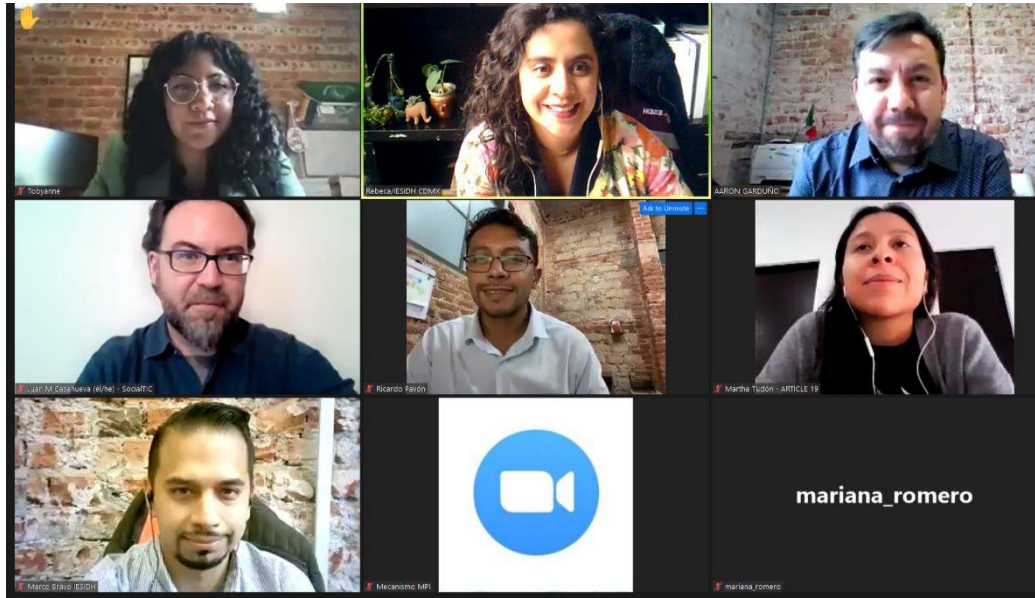 Tobyanne
Rebeca/IESIDH CDMX
AARON GARDUÑO
Juan M Casanueva (él/he) - SocialTIC
Ask to Unmute ...
Ricardo Pavón
Martha Tudón - ARTICLE 19
Marco Bravo IESIDH
Mecanismo MPI
mariana_romero
mariana_romero